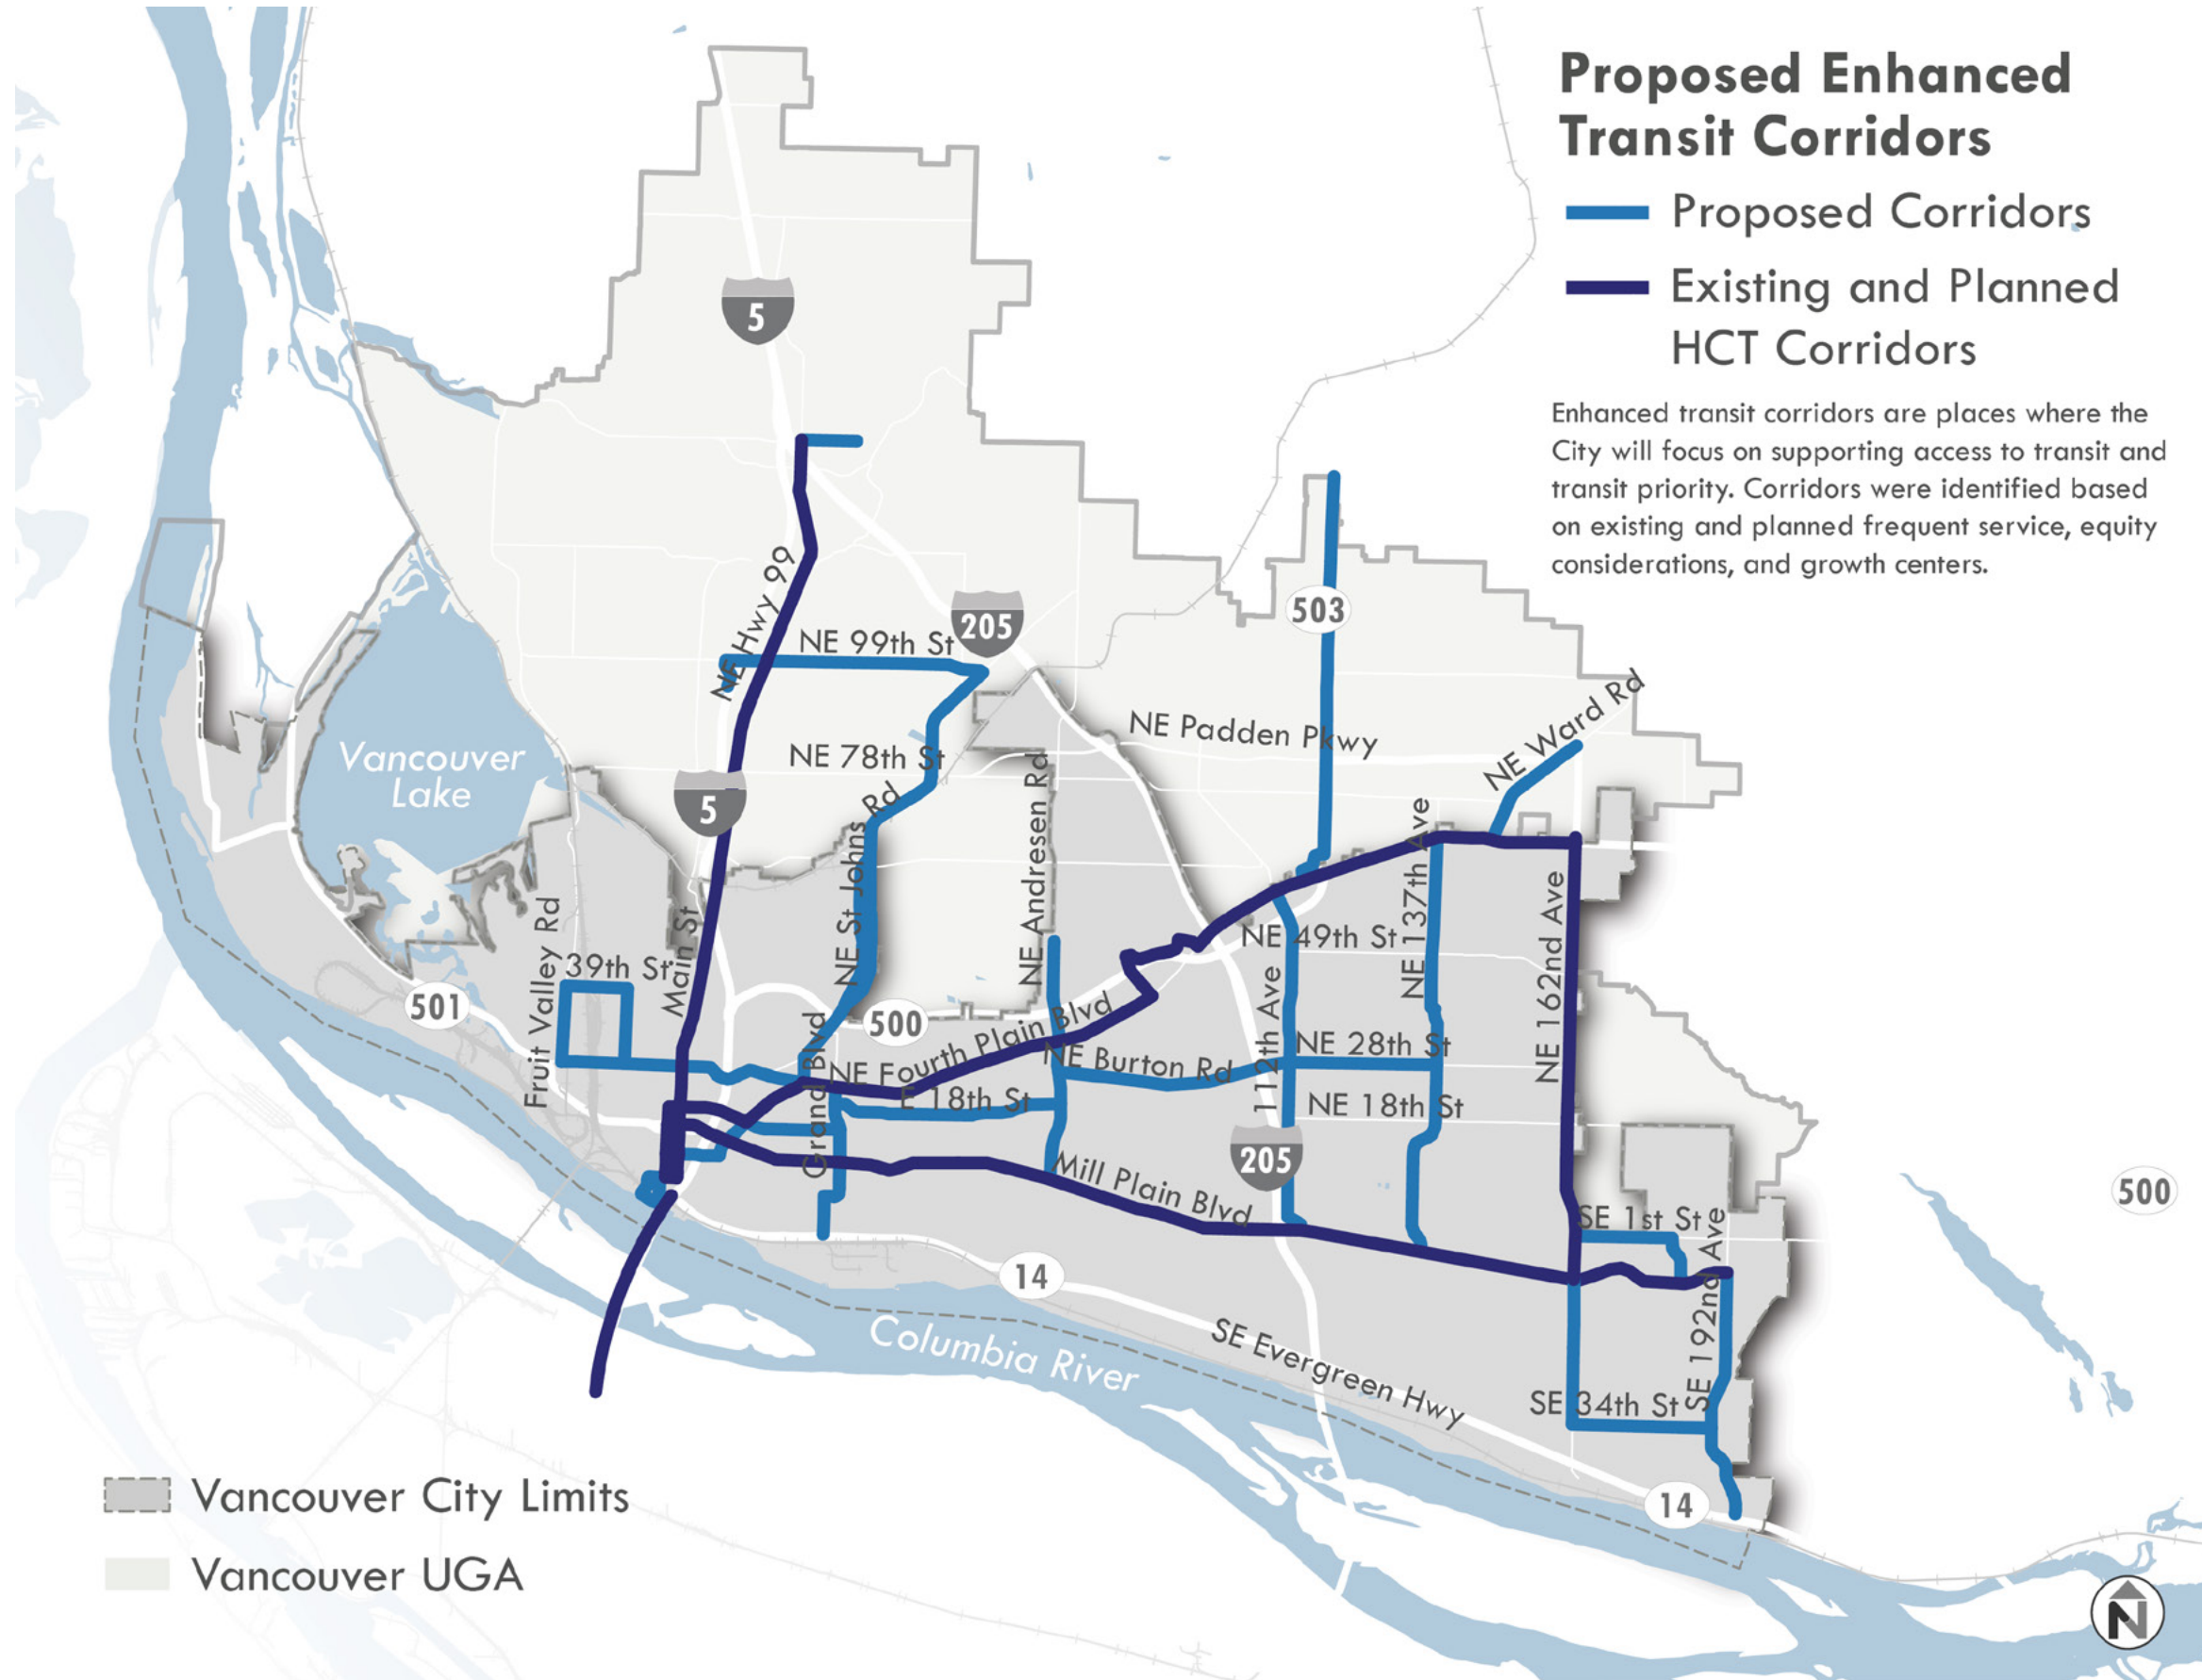 Proposed Enhanced
Transit Corridors
Proposed Corridors
Existing and Planned
HCT Corridors
Enhanced transit corridors are places where the
City will focus on supporting access to transit and
transit priority. Corridors were identified based
on existing and planned frequent service, equity
considerations, and growth centers.
5
NE Hwy 99
205
503
NE 99th St
NE Ward Rd
NE Padden Pkwy
NE 78th St
Vancouver
Lake
5
NE St Johns Rd
NE Andresen Rd
NE 137th Ave
NE 162nd Ave
Fruit Valley Rd
39th St
Main St
NE 49th St
501
500
112th Ave
NE Fourth Plain Blvd
NE Burton Rd
NE 28th St
Grand Blvd
E 18th St
NE 18th St
205
Mill Plain Blvd
500
SE 1st St
SE 192nd Ave
14
Columbia River
SE Evergreen Hwy
SE 34th St
14
Vancouver City Limits
Vancouver UGA
N